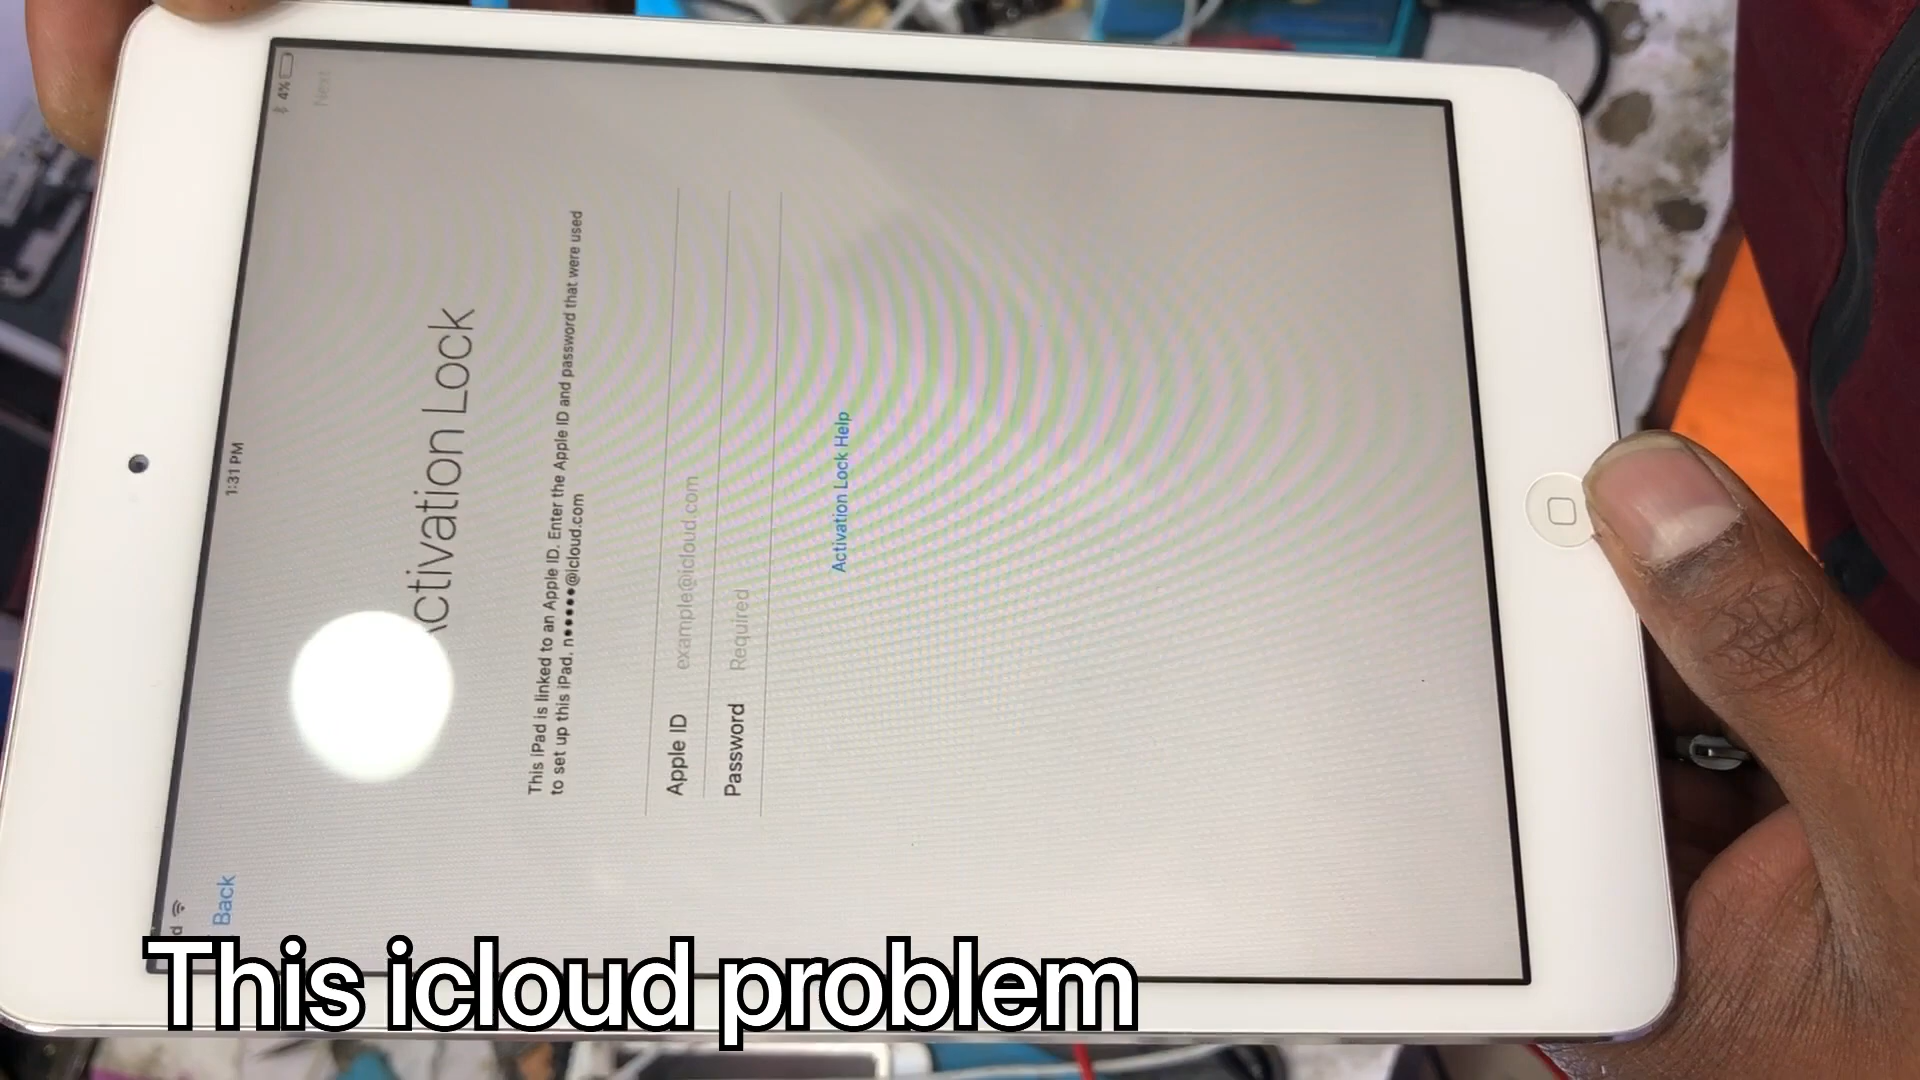 4%
1:31 PM
Back
Next
Activation Lock
This iPad is linked to an Apple ID. Enter the Apple ID and password that were used
to set up this iPad. n●●●●●@icloud.com
Apple ID example@icloud.com
Password Required
Activation Lock Help
This icloud problem